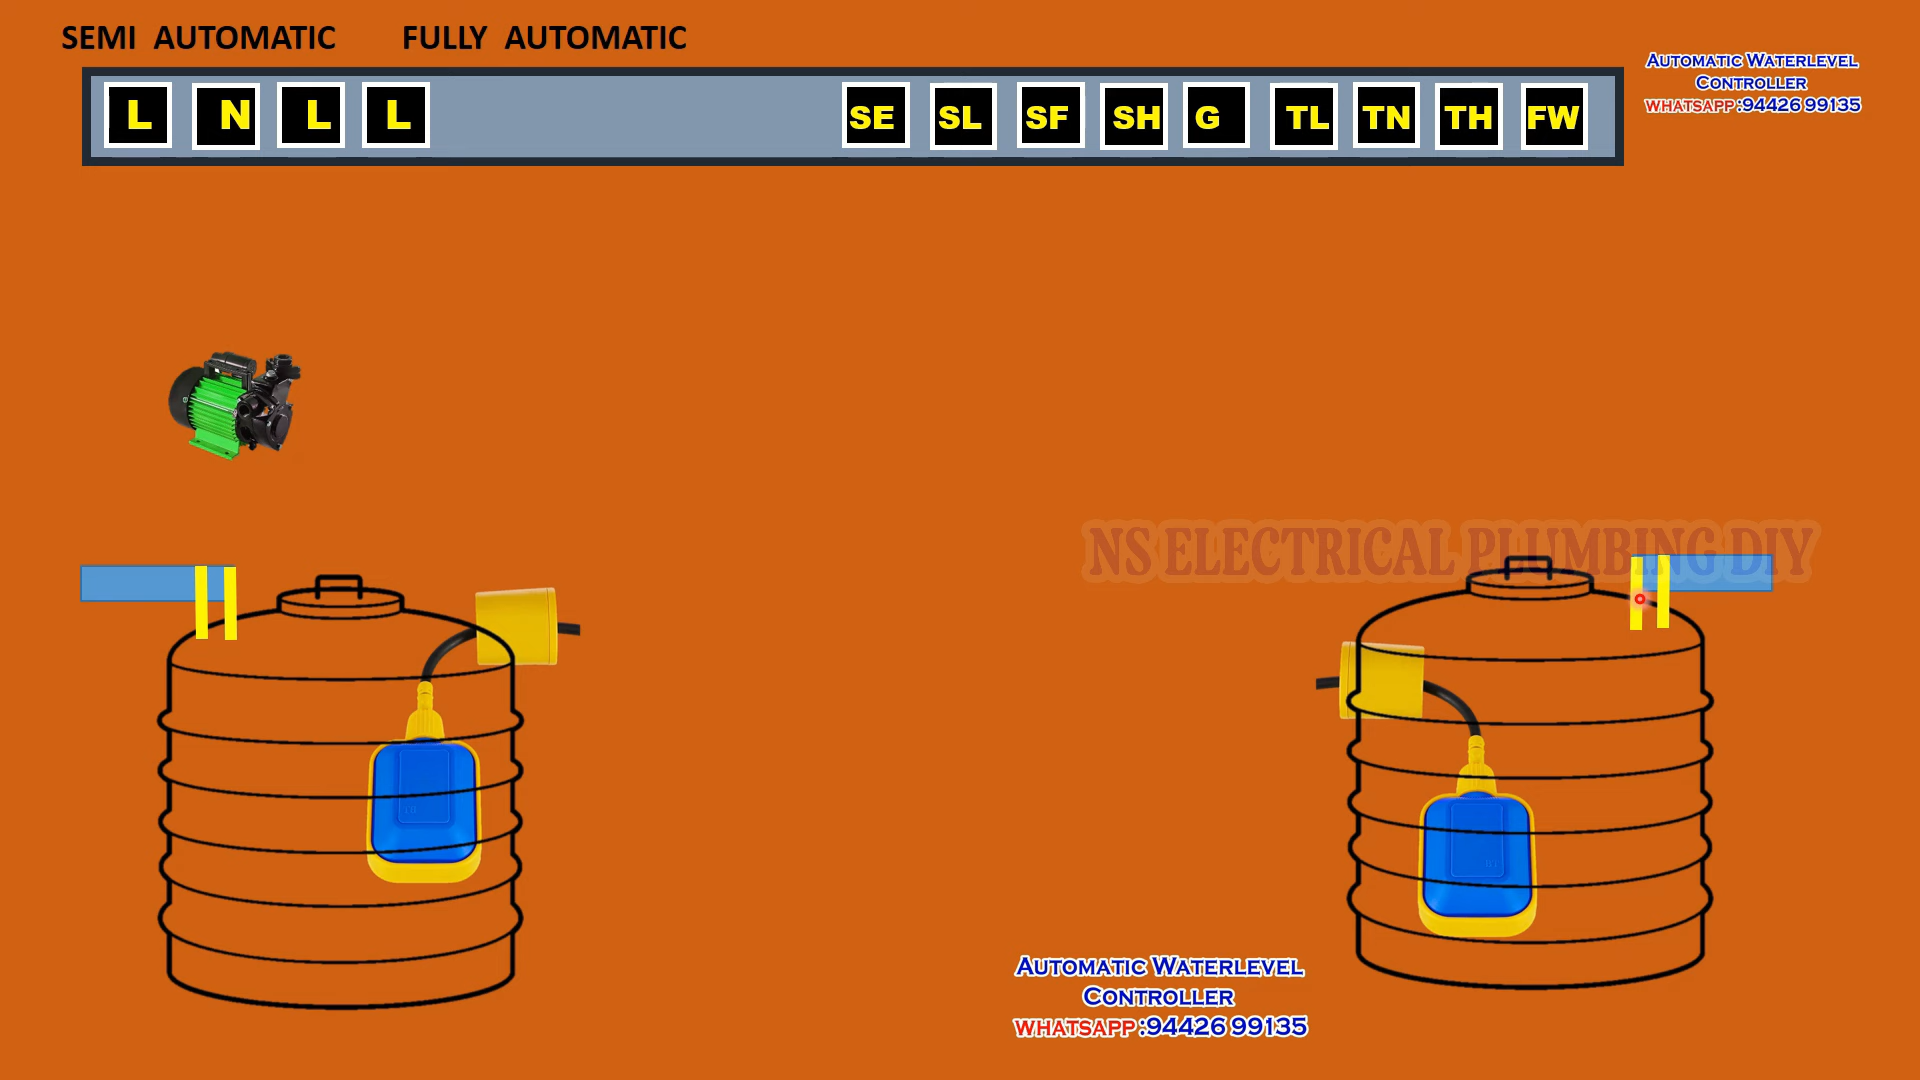 SEMI AUTOMATIC FULLY AUTOMATIC
AUTOMATIC WATERLEVEL
CONTROLLER
WHATSAPP :94426 99135
L N L L SE SL SF SH G TL TN TH FW
NS ELECTRICAL PLUMBING DIY
AUTOMATIC WATERLEVEL
CONTROLLER
WHATSAPP :94426 99135